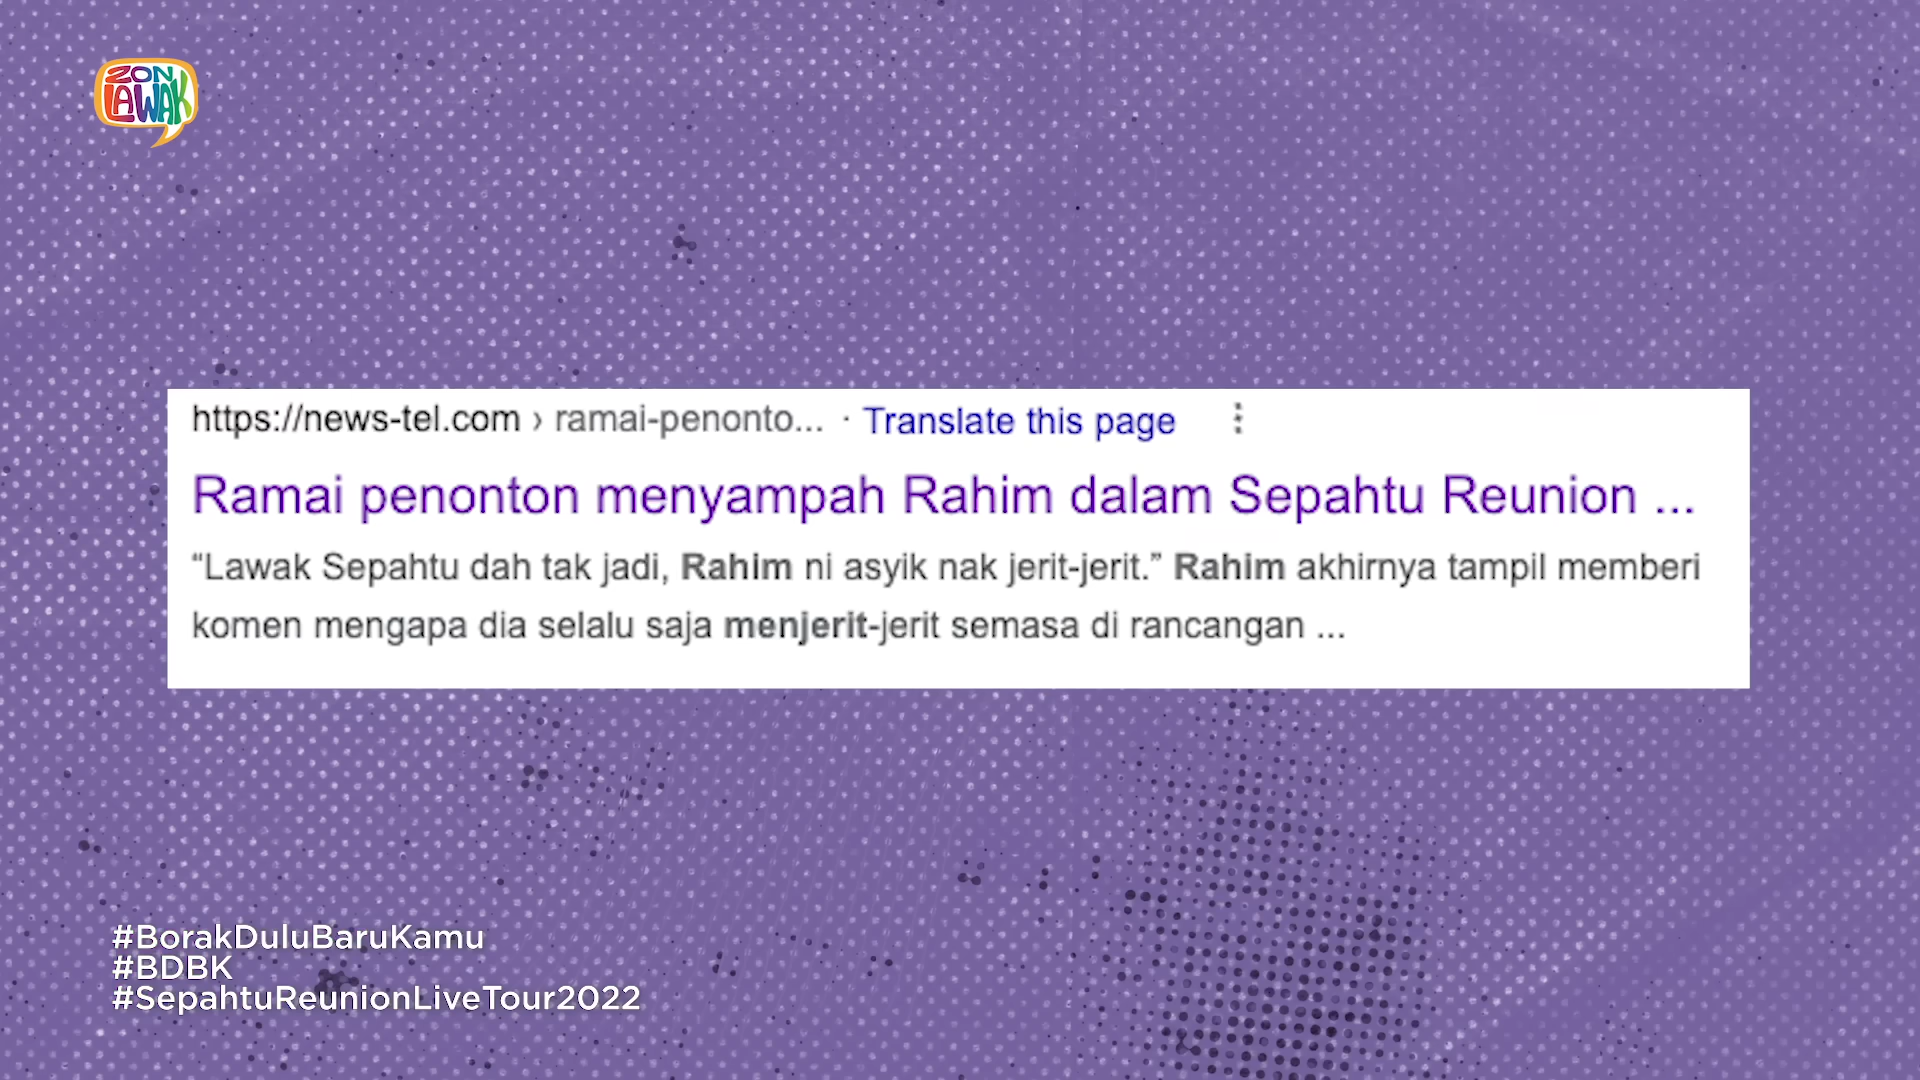 ZON
LAWAK
https://news-tel.com › ramai-penonto... · Translate this page
Ramai penonton menyampah Rahim dalam Sepahtu Reunion ...
“Lawak Sepahtu dah tak jadi, Rahim ni asyik nak jerit-jerit.” Rahim akhirnya tampil memberi
komen mengapa dia selalu saja menjerit-jerit semasa di rancangan ...
#BorakDuluBaruKamu
#BDBK
#SepahtuReunionLiveTour2022